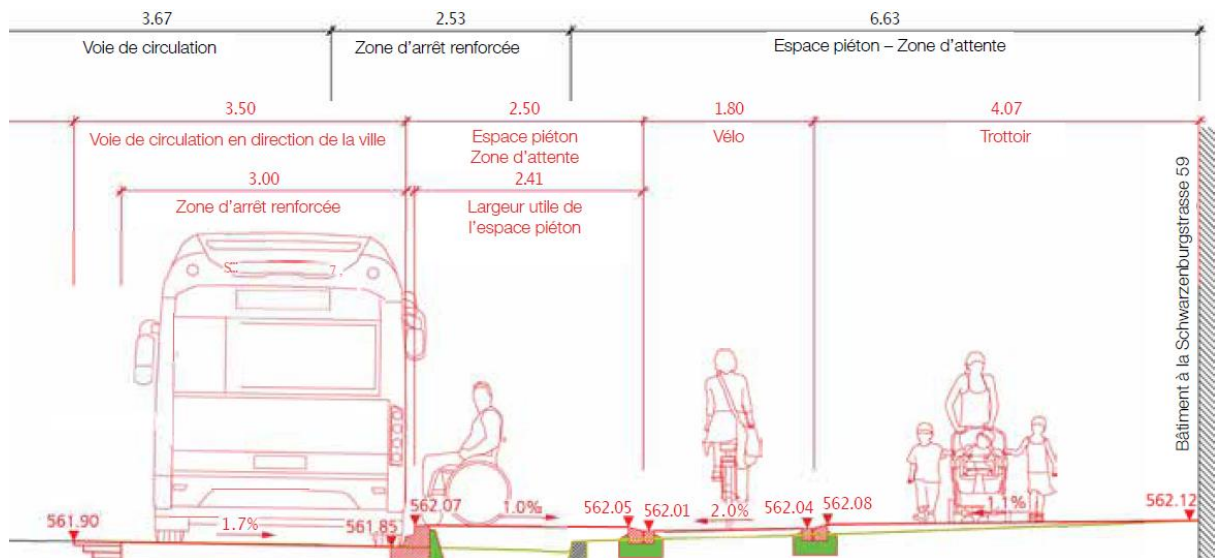 3.67 2.53 6.63
Voie de circulation Zone d'arrêt renforcée Espace piéton – Zone d'attente
3.50 2.50 1.80 4.07
Voie de circulation en direction de la ville Espace piéton Vélo Trottoir
Zone d'attente
3.00 2.41
Zone d'arrêt renforcée Largeur utile de
l'espace piéton
Bâtiment à la Schwarzenburgstrasse 59
S... 7.
561.90 1.7% 561.85 562.07 1.0% 562.05 562.01 2.0% 562.04 562.08 1.1% 562.12